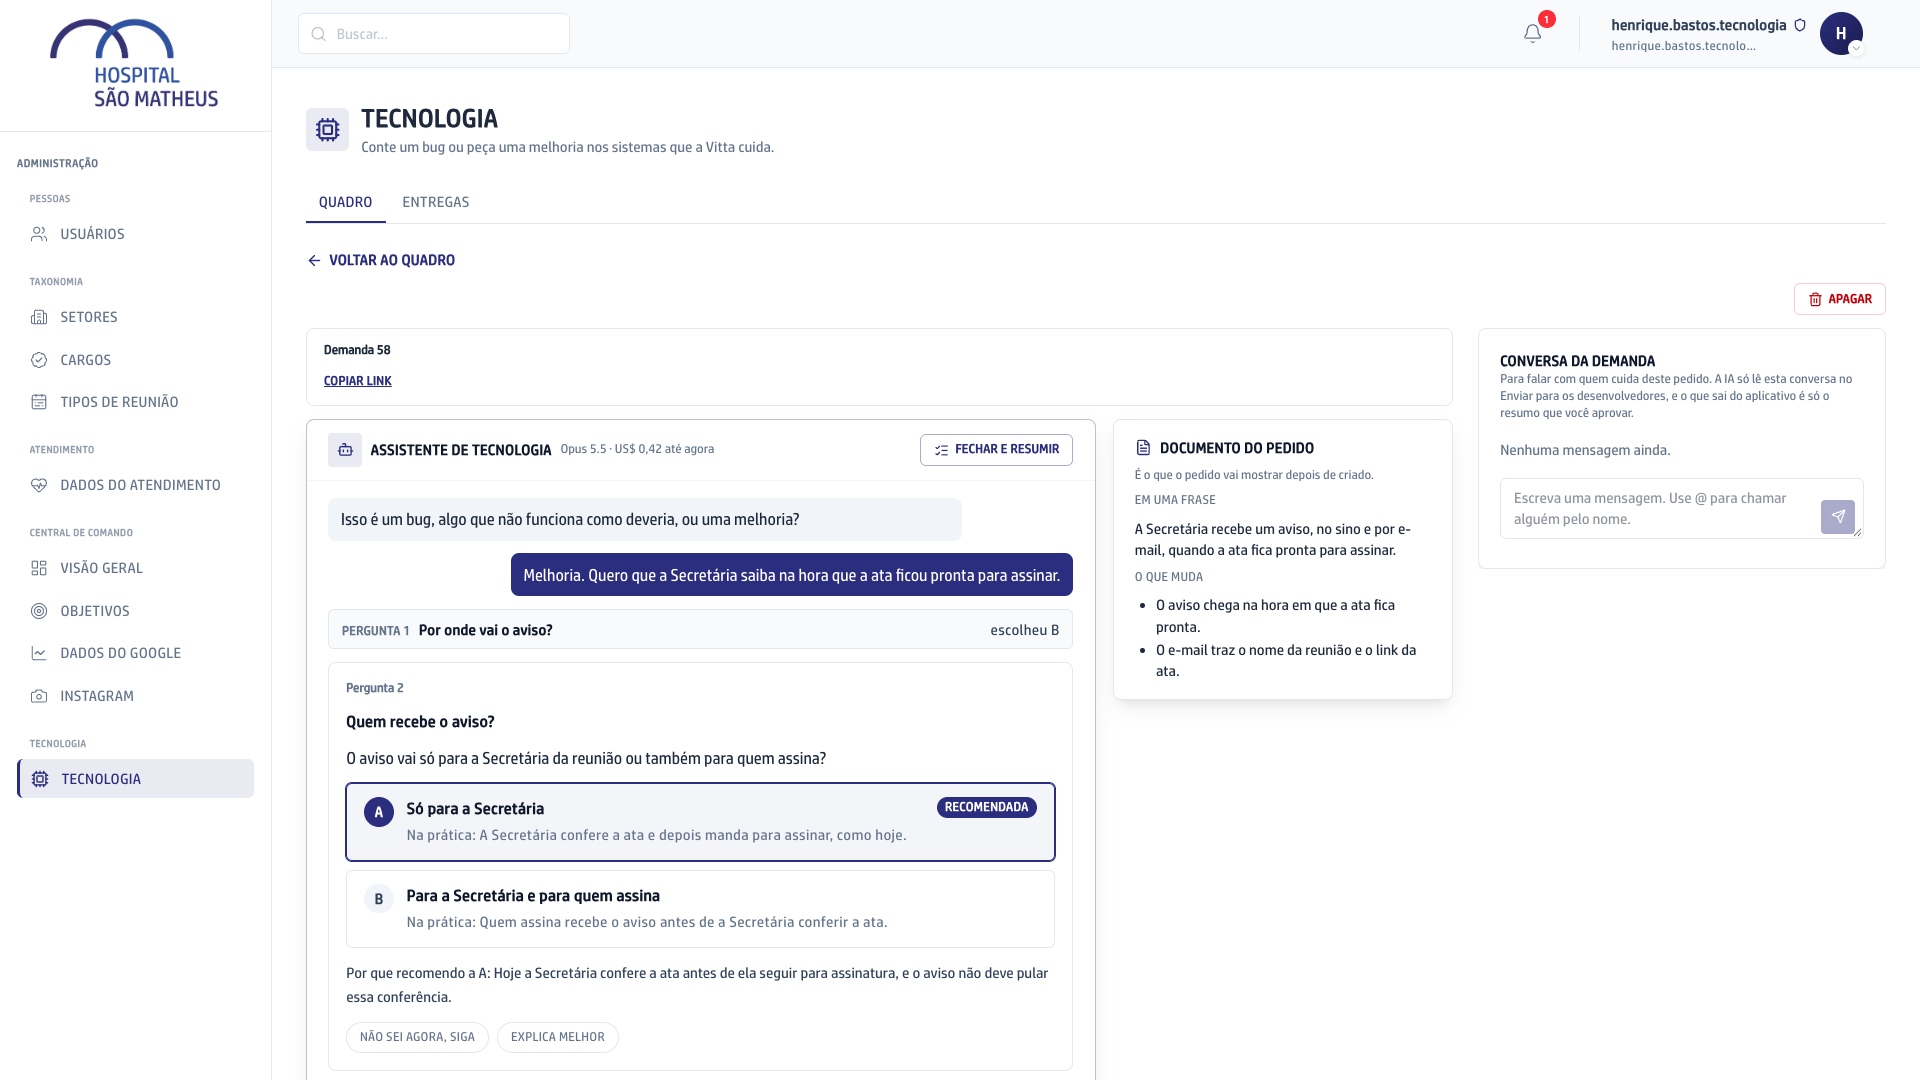 HOSPITAL
SÃO MATHEUS
ADMINISTRAÇÃO
PESSOAS
USUÁRIOS
TAXONOMIA
SETORES
CARGOS
TIPOS DE REUNIÃO
ATENDIMENTO
DADOS DO ATENDIMENTO
CENTRAL DE COMANDO
VISÃO GERAL
OBJETIVOS
DADOS DO GOOGLE
INSTAGRAM
TECNOLOGIA
TECNOLOGIA
Buscar...
1
henrique.bastos.tecnologia
henrique.bastos.tecnolo...
H
TECNOLOGIA
Conte um bug ou peça uma melhoria nos sistemas que a Vitta cuida.
QUADRO
ENTREGAS
VOLTAR AO QUADRO
APAGAR
Demanda 58
COPIAR LINK
ASSISTENTE DE TECNOLOGIA
Opus 5.5 · US$ 0,42 até agora
FECHAR E RESUMIR
Isso é um bug, algo que não funciona como deveria, ou uma melhoria?
Melhoria. Quero que a Secretária saiba na hora que a ata ficou pronta para assinar.
PERGUNTA 1 Por onde vai o aviso?
escolheu B
Pergunta 2
Quem recebe o aviso?
O aviso vai só para a Secretária da reunião ou também para quem assina?
A
Só para a Secretária
RECOMENDADA
Na prática: A Secretária confere a ata e depois manda para assinar, como hoje.
B
Para a Secretária e para quem assina
Na prática: Quem assina recebe o aviso antes de a Secretária conferir a ata.
Por que recomendo a A: Hoje a Secretária confere a ata antes de ela seguir para assinatura, e o aviso não deve pular
essa conferência.
NÃO SEI AGORA, SIGA
EXPLICA MELHOR
DOCUMENTO DO PEDIDO
É o que o pedido vai mostrar depois de criado.
EM UMA FRASE
A Secretária recebe um aviso, no sino e por e-
mail, quando a ata fica pronta para assinar.
O QUE MUDA
• O aviso chega na hora em que a ata fica
pronta.
• O e-mail traz o nome da reunião e o link da
ata.
CONVERSA DA DEMANDA
Para falar com quem cuida deste pedido. A IA só lê esta conversa no
Enviar para os desenvolvedores, e o que sai do aplicativo é só o
resumo que você aprovar.
Nenhuma mensagem ainda.
Escreva uma mensagem. Use @ para chamar
alguém pelo nome.